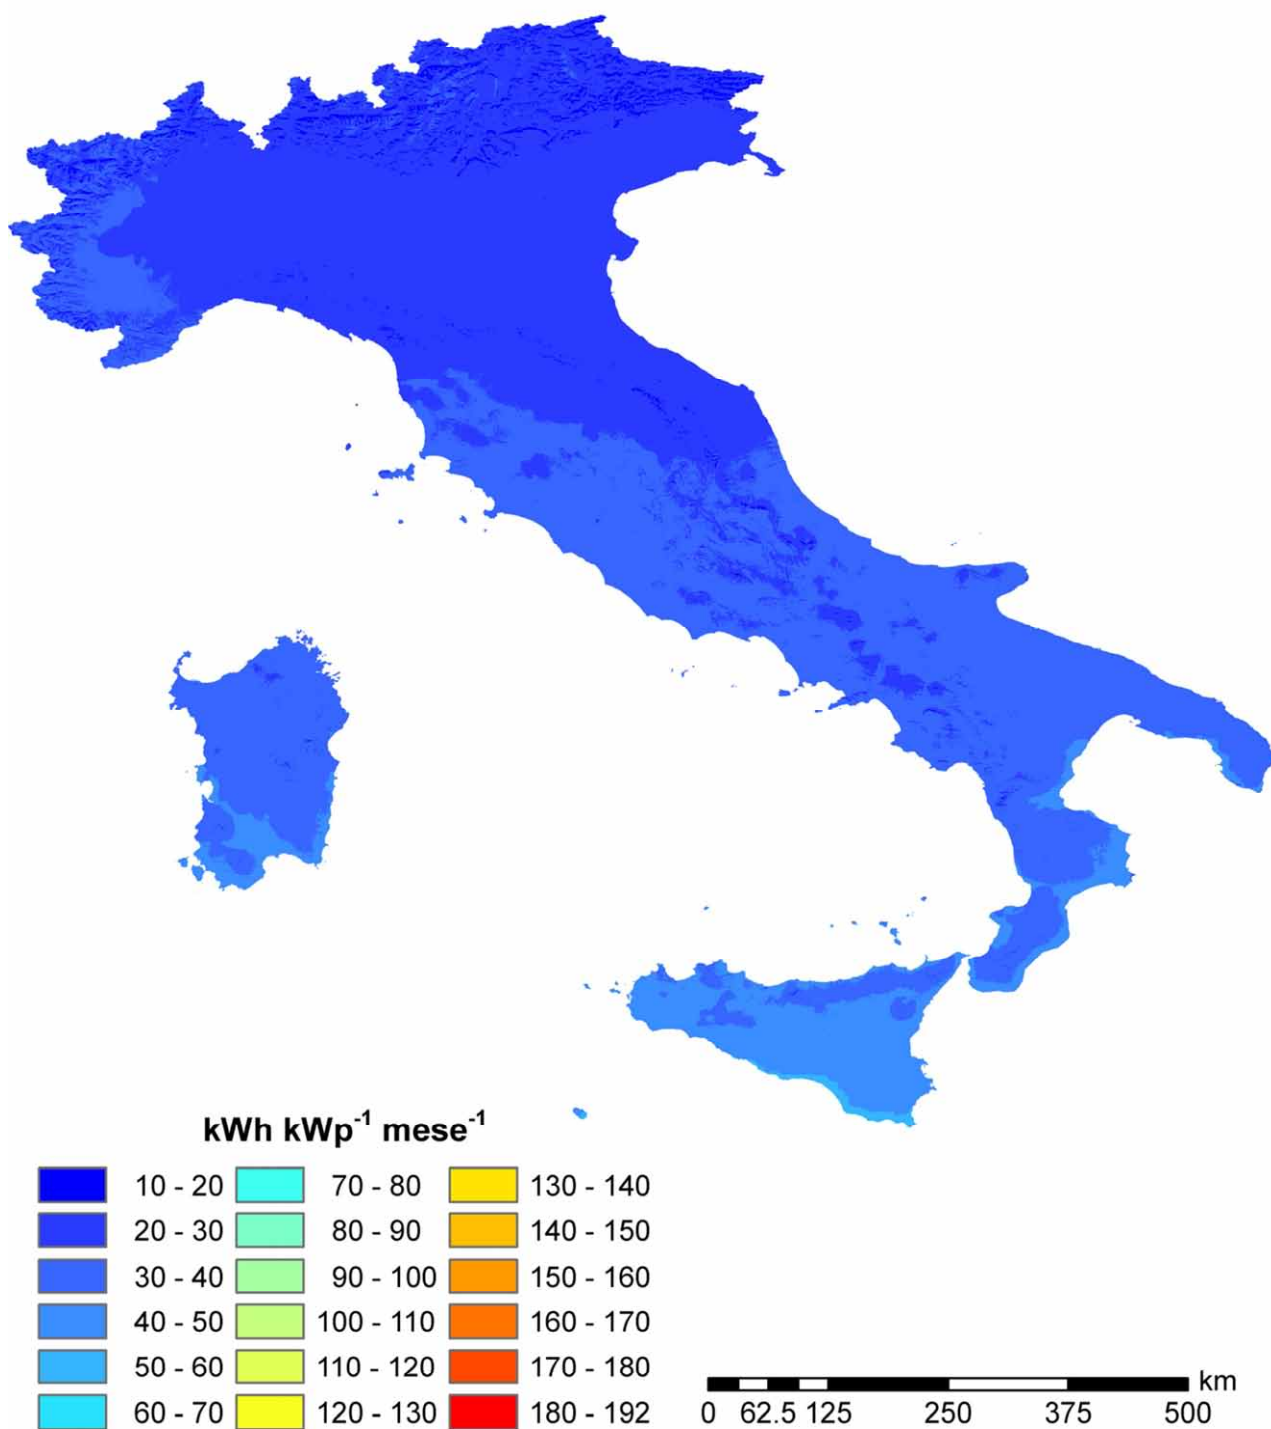 kWh kWp⁻¹ mese⁻¹
10 - 20 70 - 80 130 - 140
20 - 30 80 - 90 140 - 150
30 - 40 90 - 100 150 - 160
40 - 50 100 - 110 160 - 170
50 - 60 110 - 120 170 - 180
60 - 70 120 - 130 180 - 192
km
0 62.5 125 250 375 500